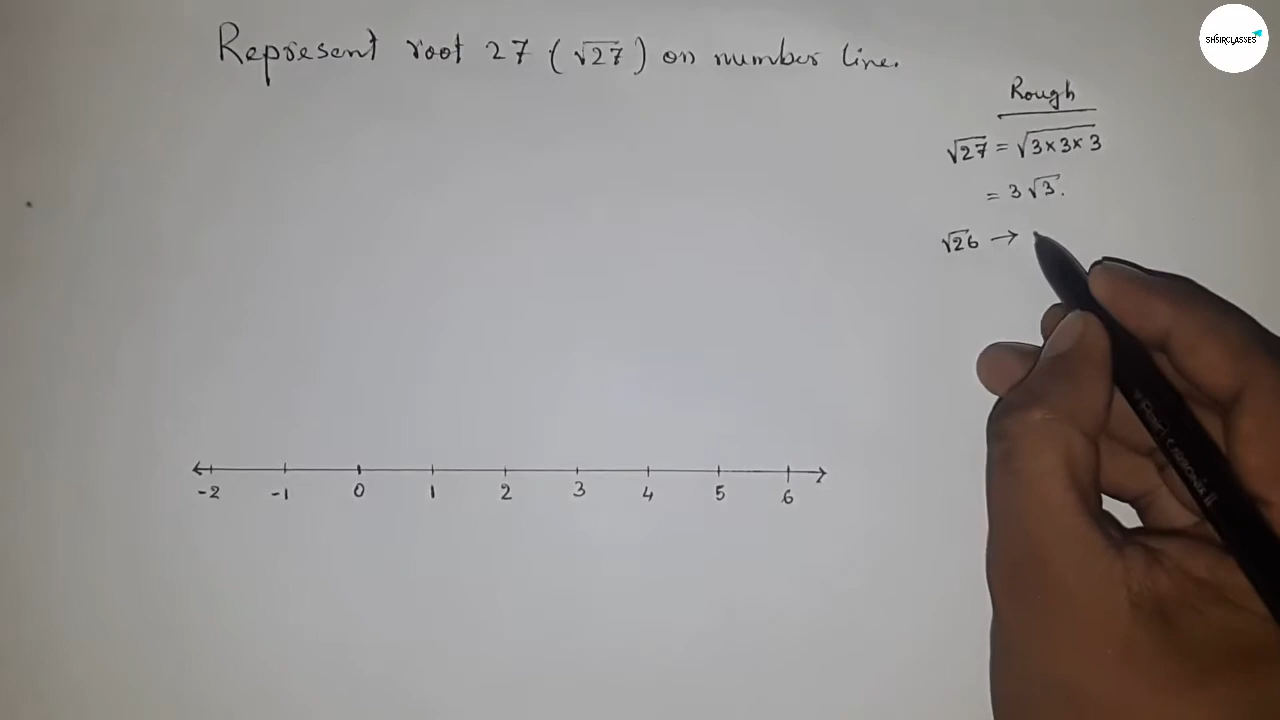 Represent root 27 (√27) on number line.
SHSIRCLASSES
Rough
√27 = √3×3×3
= 3√3.
√26 →
-2 -1 0 1 2 3 4 5 6